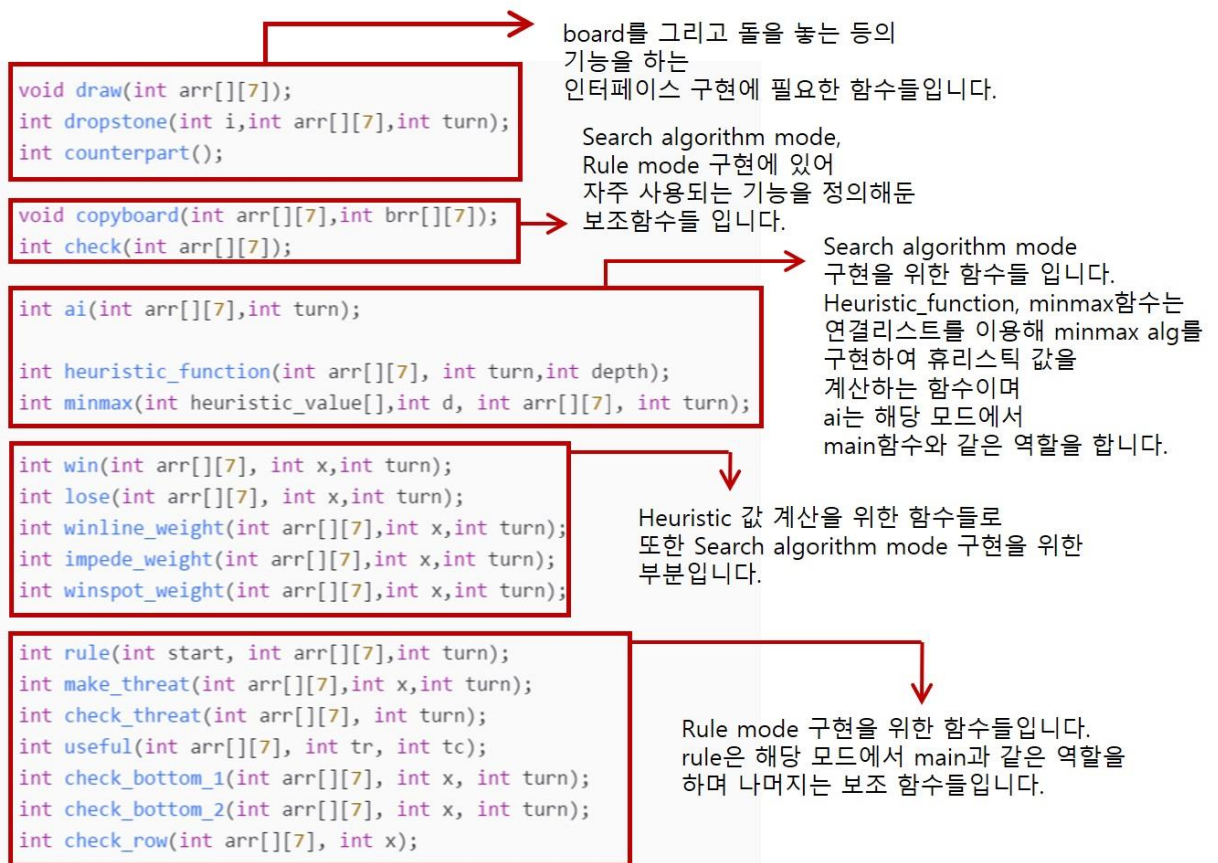 board를 그리고 돌을 놓는 등의
기능을 하는
인터페이스 구현에 필요한 함수들입니다.
void draw(int arr[][7]);
int dropstone(int i,int arr[][7],int turn);
int counterpart();
Search algorithm mode,
Rule mode 구현에 있어
자주 사용되는 기능을 정의해둔
보조함수들 입니다.
void copyboard(int arr[][7],int brr[][7]);
int check(int arr[][7]);
Search algorithm mode
구현을 위한 함수들 입니다.
Heuristic_function, minmax함수는
연결리스트를 이용해 minmax alg를
구현하여 휴리스틱 값을
계산하는 함수이며
ai는 해당 모드에서
main함수와 같은 역할을 합니다.
int ai(int arr[][7],int turn);
int heuristic_function(int arr[][7], int turn,int depth);
int minmax(int heuristic_value[],int d, int arr[][7], int turn);
int win(int arr[][7], int x,int turn);
int lose(int arr[][7], int x,int turn);
int winline_weight(int arr[][7],int x,int turn);
int impede_weight(int arr[][7],int x,int turn);
int winspot_weight(int arr[][7],int x,int turn);
Heuristic 값 계산을 위한 함수들로
또한 Search algorithm mode 구현을 위한
부분입니다.
int rule(int start, int arr[][7],int turn);
int make_threat(int arr[][7],int x,int turn);
int check_threat(int arr[][7], int turn);
int useful(int arr[][7], int tr, int tc);
int check_bottom_1(int arr[][7], int x, int turn);
int check_bottom_2(int arr[][7], int x, int turn);
int check_row(int arr[][7], int x);
Rule mode 구현을 위한 함수들입니다.
rule은 해당 모드에서 main과 같은 역할을
하며 나머지는 보조 함수들입니다.